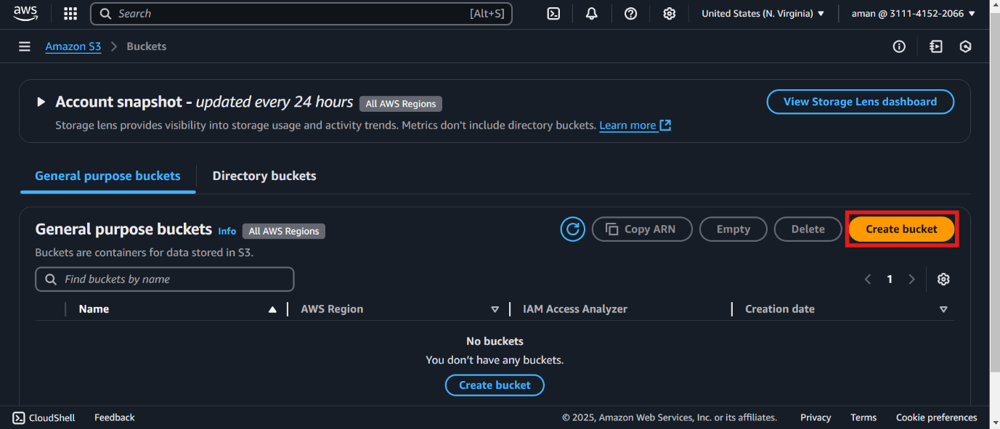 aws
Search [Alt+S]
United States (N. Virginia)
aman @ 3111-4152-2066
Amazon S3 > Buckets
Account snapshot - updated every 24 hours All AWS Regions
View Storage Lens dashboard
Storage lens provides visibility into storage usage and activity trends. Metrics don't include directory buckets. Learn more
General purpose buckets
Directory buckets
General purpose buckets Info All AWS Regions
Copy ARN
Empty
Delete
Create bucket
Buckets are containers for data stored in S3.
Find buckets by name
1
Name
AWS Region
IAM Access Analyzer
Creation date
No buckets
You don't have any buckets.
Create bucket
CloudShell
Feedback
© 2025, Amazon Web Services, Inc. or its affiliates.
Privacy
Terms
Cookie preferences